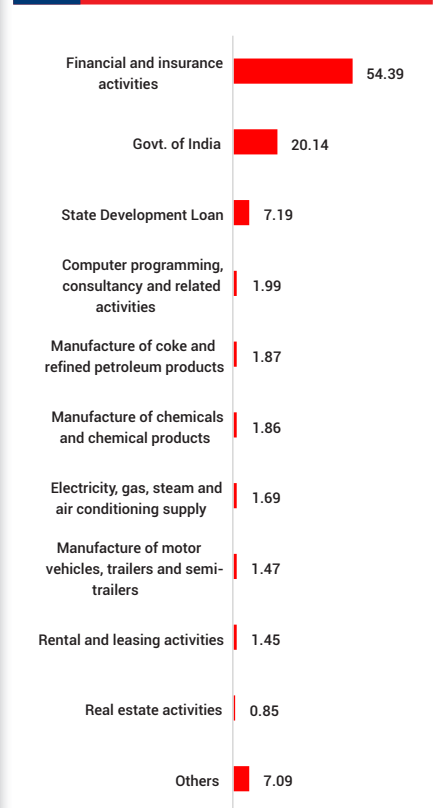 Financial and insurance
activities
54.39
Govt. of India
20.14
State Development Loan
7.19
Computer programming,
consultancy and related
activities
1.99
Manufacture of coke and
refined petroleum products
1.87
Manufacture of chemicals
and chemical products
1.86
Electricity, gas, steam and
air conditioning supply
1.69
Manufacture of motor
vehicles, trailers and semi-
trailers
1.47
Rental and leasing activities
1.45
Real estate activities
0.85
Others
7.09